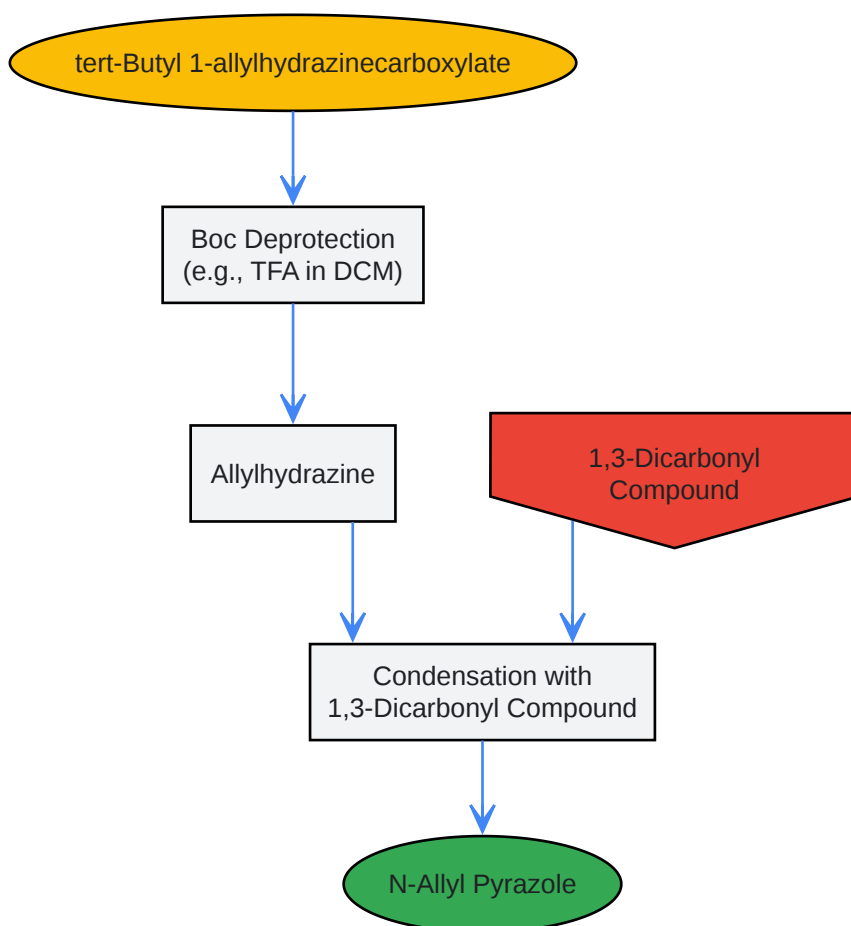 tert-Butyl 1-allylhydrazinecarboxylate
Boc Deprotection
(e.g., TFA in DCM)
Allylhydrazine
1,3-Dicarbonyl
Compound
Condensation with
1,3-Dicarbonyl Compound
N-Allyl Pyrazole